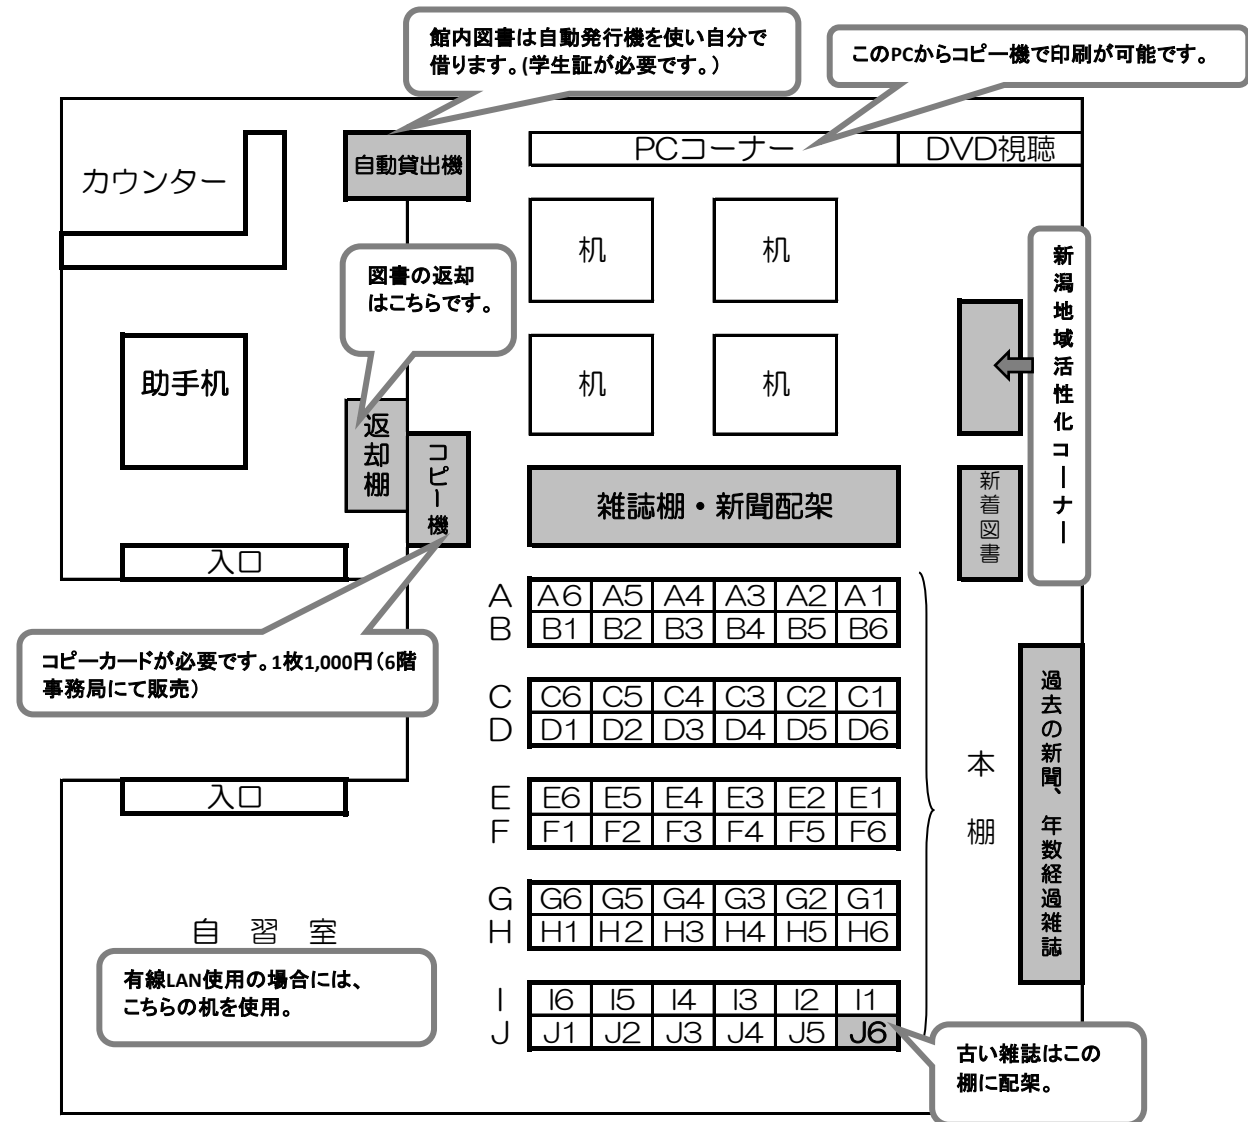 館内図書は自動発行機を使い自分で
借ります。(学生証が必要です。)
このPCからコピー機で印刷が可能です。
カウンター
自動貸出機
PCコーナー
DVD視聴
机
机
図書の返却
はこちらです。
新潟地域活性化コーナー
助手机
机
机
返却棚
コピー機
雑誌棚・新聞配架
新着図書
入口
A A6 A5 A4 A3 A2 A1
B B1 B2 B3 B4 B5 B6
コピーカードが必要です。1枚1,000円(6階
事務局にて販売)
C C6 C5 C4 C3 C2 C1
D D1 D2 D3 D4 D5 D6
本棚
過去の新聞、年数経過雑誌
入口
E E6 E5 E4 E3 E2 E1
F F1 F2 F3 F4 F5 F6
G G6 G5 G4 G3 G2 G1
H H1 H2 H3 H4 H5 H6
自習室
有線LAN使用の場合には、
こちらの机を使用。
I I6 I5 I4 I3 I2 I1
J J1 J2 J3 J4 J5 J6
古い雑誌はこの
棚に配架。